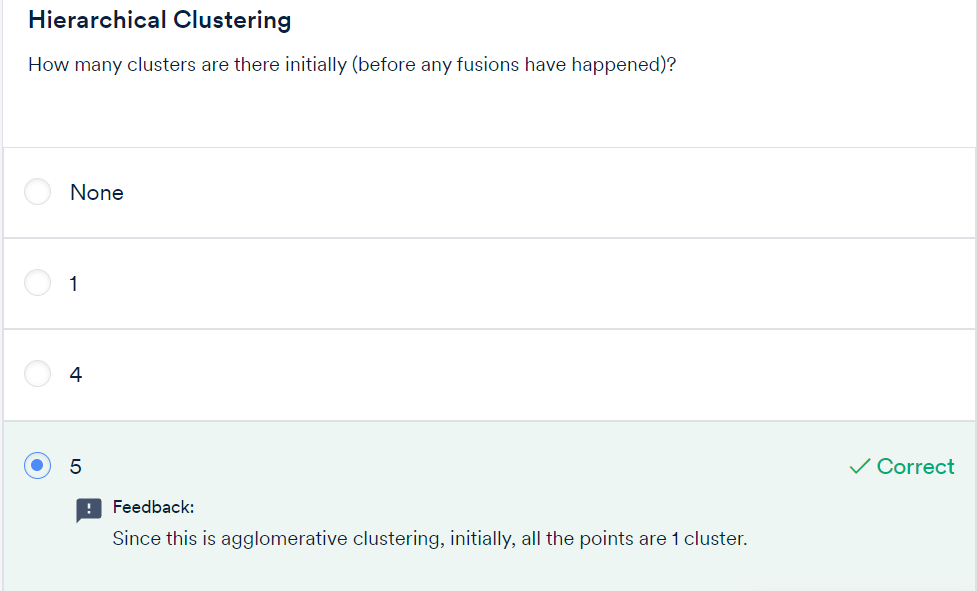 Hierarchical Clustering
How many clusters are there initially (before any fusions have happened)?
None
1
4
5
Correct
Feedback:
Since this is agglomerative clustering, initially, all the points are 1 cluster.